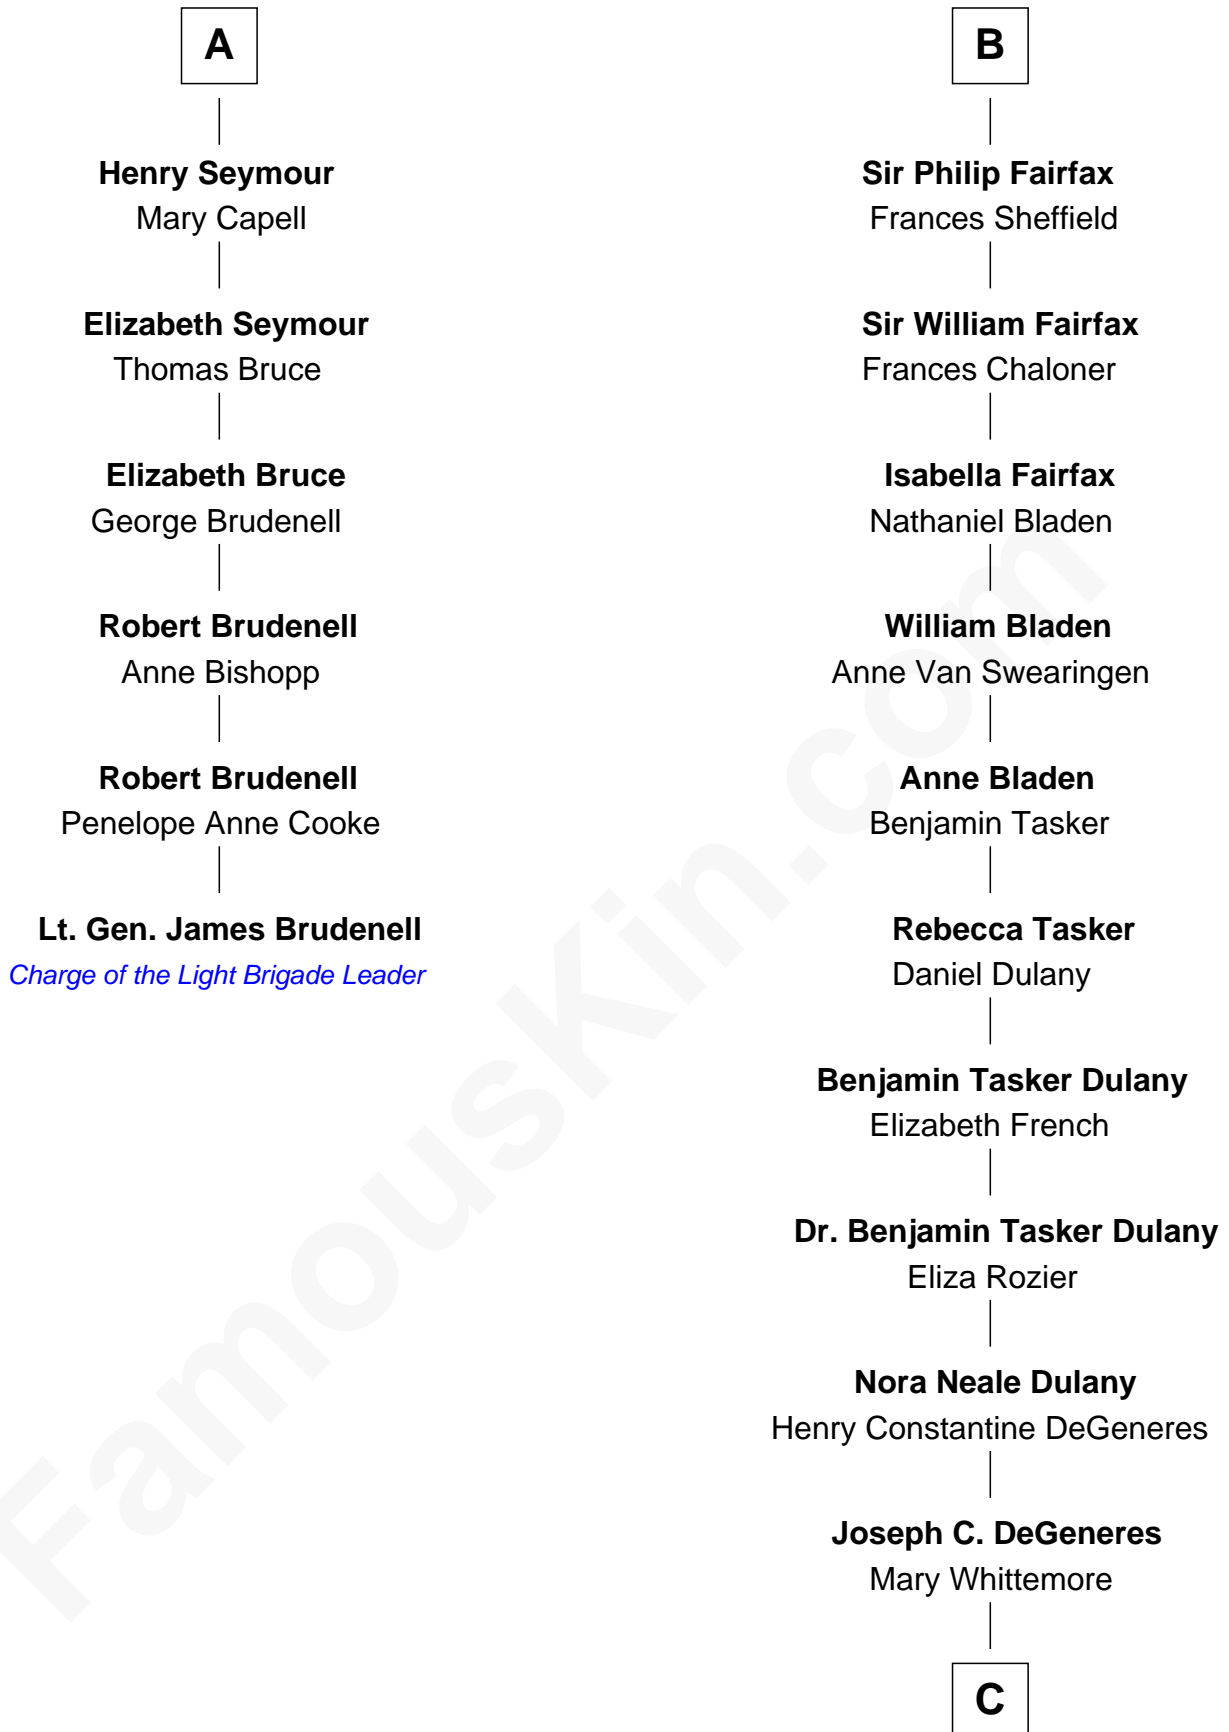 A
Henry Seymour
Mary Capell
Elizabeth Seymour
Thomas Bruce
Elizabeth Bruce
George Brudenell
Robert Brudenell
Anne Bishopp
Robert Brudenell
Penelope Anne Cooke
Lt. Gen. James Brudenell
Charge of the Light Brigade Leader
B
Sir Philip Fairfax
Frances Sheffield
Sir William Fairfax
Frances Chaloner
Isabella Fairfax
Nathaniel Bladen
William Bladen
Anne Van Swearingen
Anne Bladen
Benjamin Tasker
Rebecca Tasker
Daniel Dulany
Benjamin Tasker Dulany
Elizabeth French
Dr. Benjamin Tasker Dulany
Eliza Rozier
Nora Neale Dulany
Henry Constantine DeGeneres
Joseph C. DeGeneres
Mary Whittemore
C
FamousKin.com